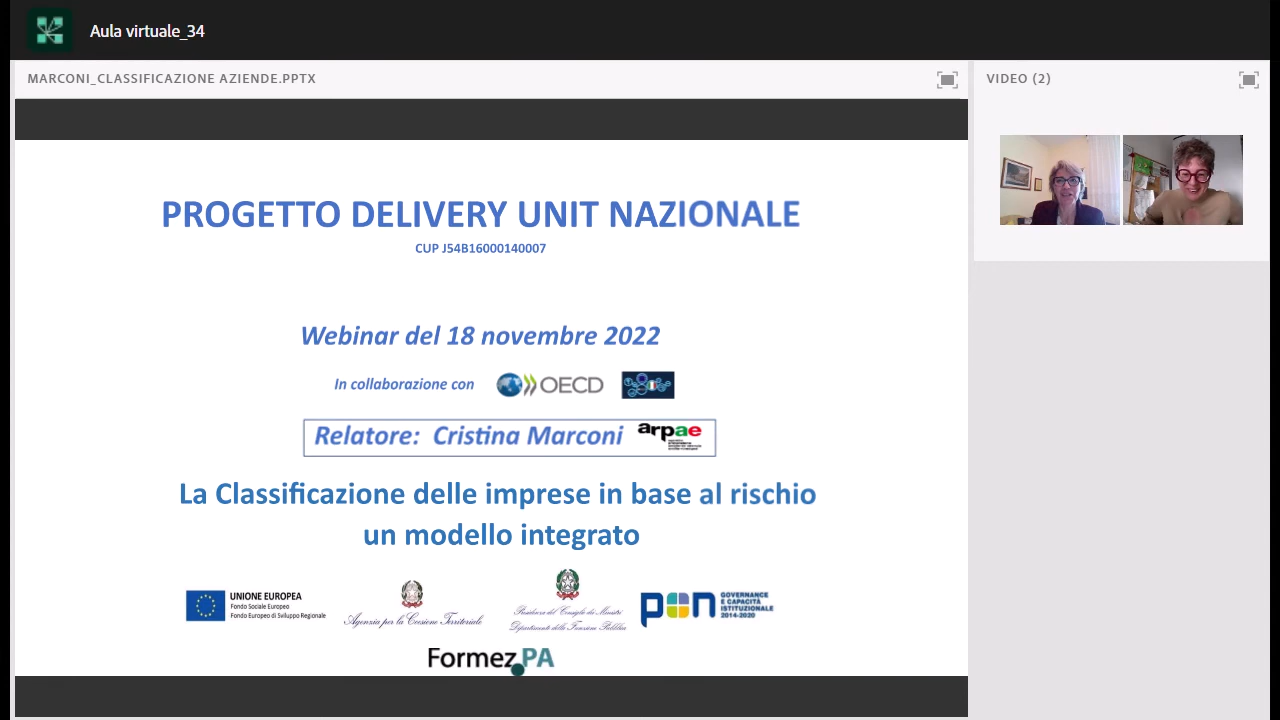 Aula virtuale_34
MARCONI_CLASSIFICAZIONE AZIENDE.PPTX
VIDEO (2)
PROGETTO DELIVERY UNIT NAZIONALE
CUP J54B16000140007
Webinar del 18 novembre 2022
In collaborazione con
OECD
Relatore: Cristina Marconi
arpae
La Classificazione delle imprese in base al rischio
un modello integrato
UNIONE EUROPEA
Fondo Sociale Europeo
Fondo Europeo di Sviluppo Regionale
Agenzia per la Coesione Territoriale
Presidenza del Consiglio dei Ministri
Dipartimento della Funzione Pubblica
pon
GOVERNANCE
E CAPACITÀ
ISTITUZIONALE
2014-2020
Formez PA